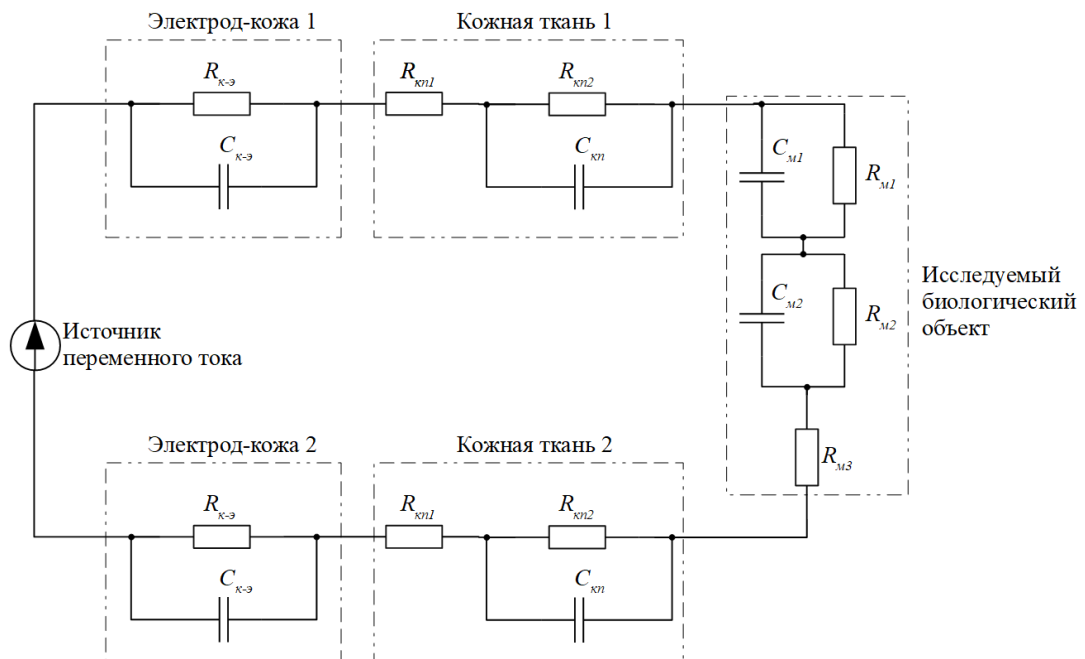 Электрод-кожа 1
Кожная ткань 1
Rк-э
Rкп1
Rкп2
Cк-э
Cкп
Cм1
Rм1
Cм2
Rм2
Исследуемый
биологический
объект
Источник
переменного тока
Электрод-кожа 2
Кожная ткань 2
Rм3
Rк-э
Rкп1
Rкп2
Cк-э
Cкп